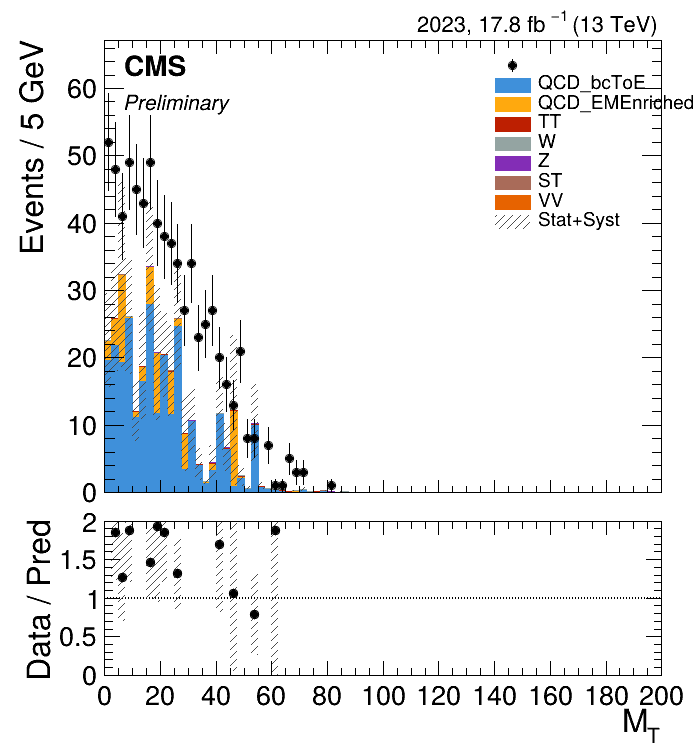 2023, 17.8 fb⁻¹ (13 TeV)
CMS
Preliminary
QCD_bcToE
QCD_EMEnriched
TT
W
Z
ST
VV
Stat+Syst
Events / 5 GeV
60
50
40
30
20
10
0
Data / Pred
2
1.5
1
0.5
0
0 20 40 60 80 100 120 140 160 180 200
M_T